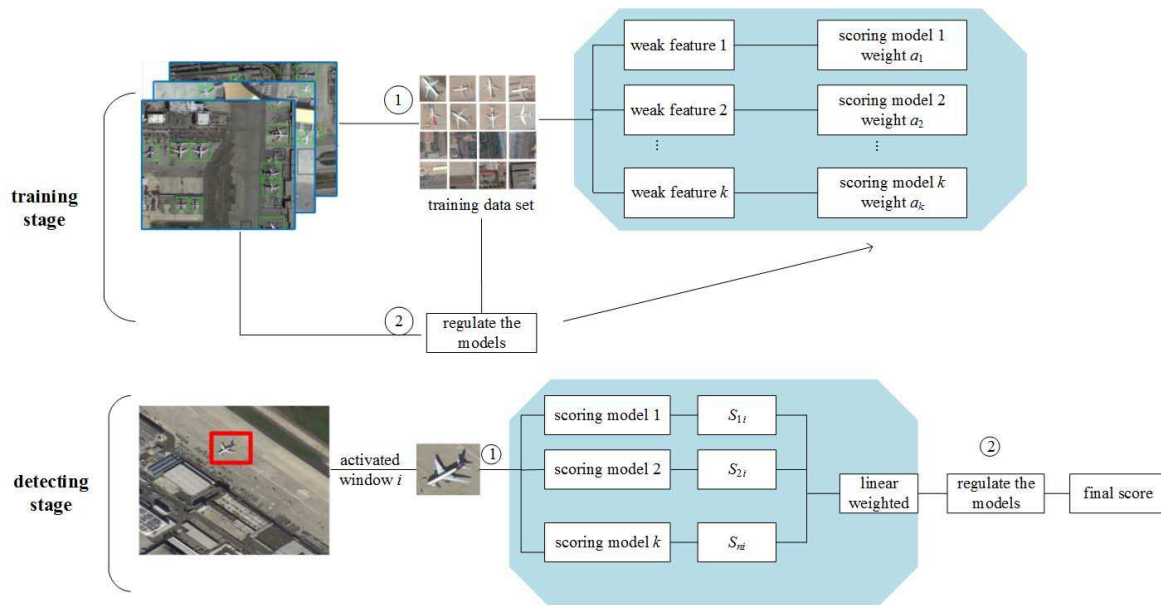 training
stage
1
training data set
weak feature 1
scoring model 1
weight a1
weak feature 2
scoring model 2
weight a2
...
...
weak feature k
scoring model k
weight ak
2
regulate the
models
detecting
stage
activated
window i
1
scoring model 1
S1i
scoring model 2
S2i
scoring model k
Sni
linear
weighted
2
regulate the
models
final score